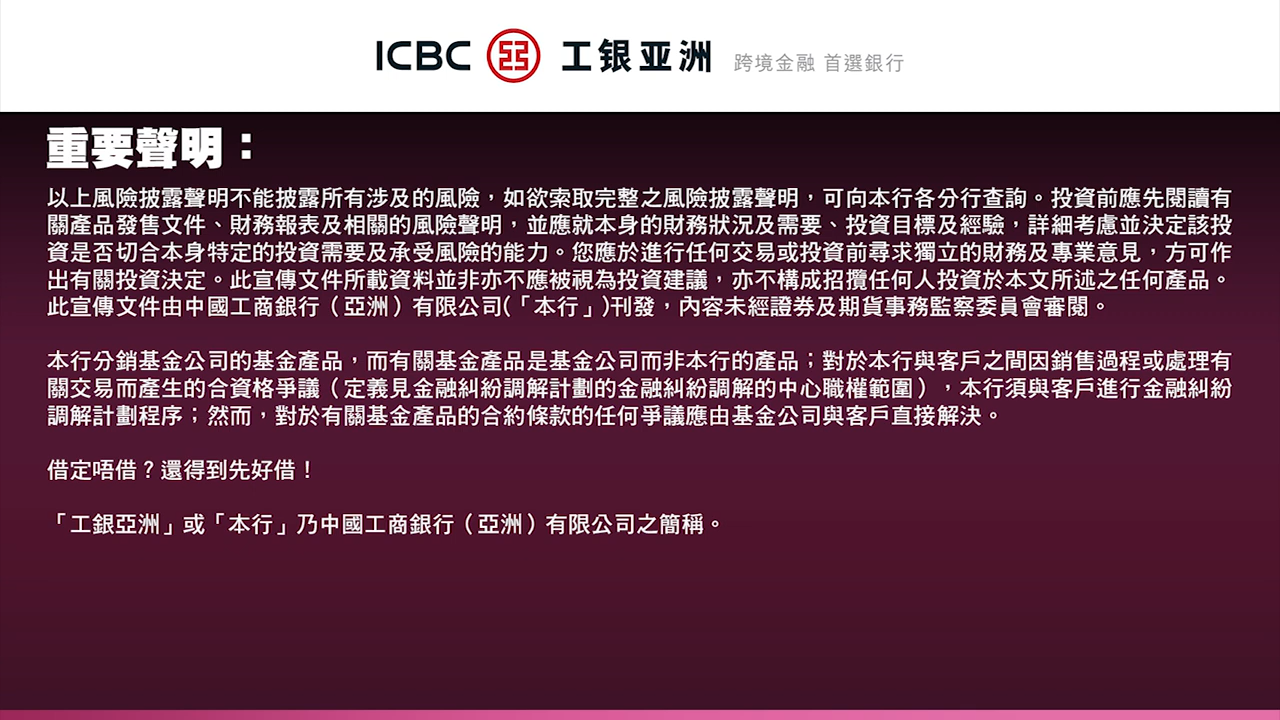 ICBC 工银亚洲 跨境金融 首選銀行
重要聲明：
以上風險披露聲明不能披露所有涉及的風險，如欲索取完整之風險披露聲明，可向本行各分行查詢。投資前應先閱讀有
關產品發售文件、財務報表及相關的風險聲明，並應就本身的財務狀況及需要、投資目標及經驗，詳細考慮並決定該投
資是否切合本身特定的投資需要及承受風險的能力。您應於進行任何交易或投資前尋求獨立的財務及專業意見，方可作
出有關投資決定。此宣傳文件所載資料並非亦不應被視為投資建議，亦不構成招攬任何人投資於本文所述之任何產品。
此宣傳文件由中國工商銀行（亞洲）有限公司(「本行」)刊發，內容未經證券及期貨事務監察委員會審閱。
本行分銷基金公司的基金產品，而有關基金產品是基金公司而非本行的產品；對於本行與客戶之間因銷售過程或處理有
關交易而產生的合資格爭議（定義見金融糾紛調解計劃的金融糾紛調解的中心職權範圍），本行須與客戶進行金融糾紛
調解計劃程序；然而，對於有關基金產品的合約條款的任何爭議應由基金公司與客戶直接解決。
借定唔借？還得到先好借！
「工銀亞洲」或「本行」乃中國工商銀行（亞洲）有限公司之簡稱。